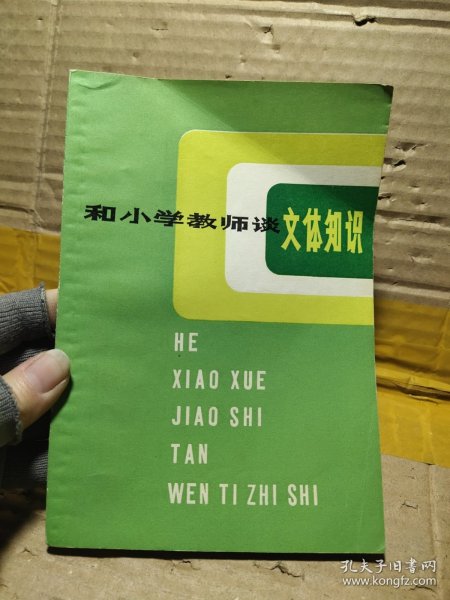 和小学教师谈文体知识
HE
XIAO XUE
JIAO SHI
TAN
WEN TI ZHI SHI
孔夫子旧书网
www.kongfz.com